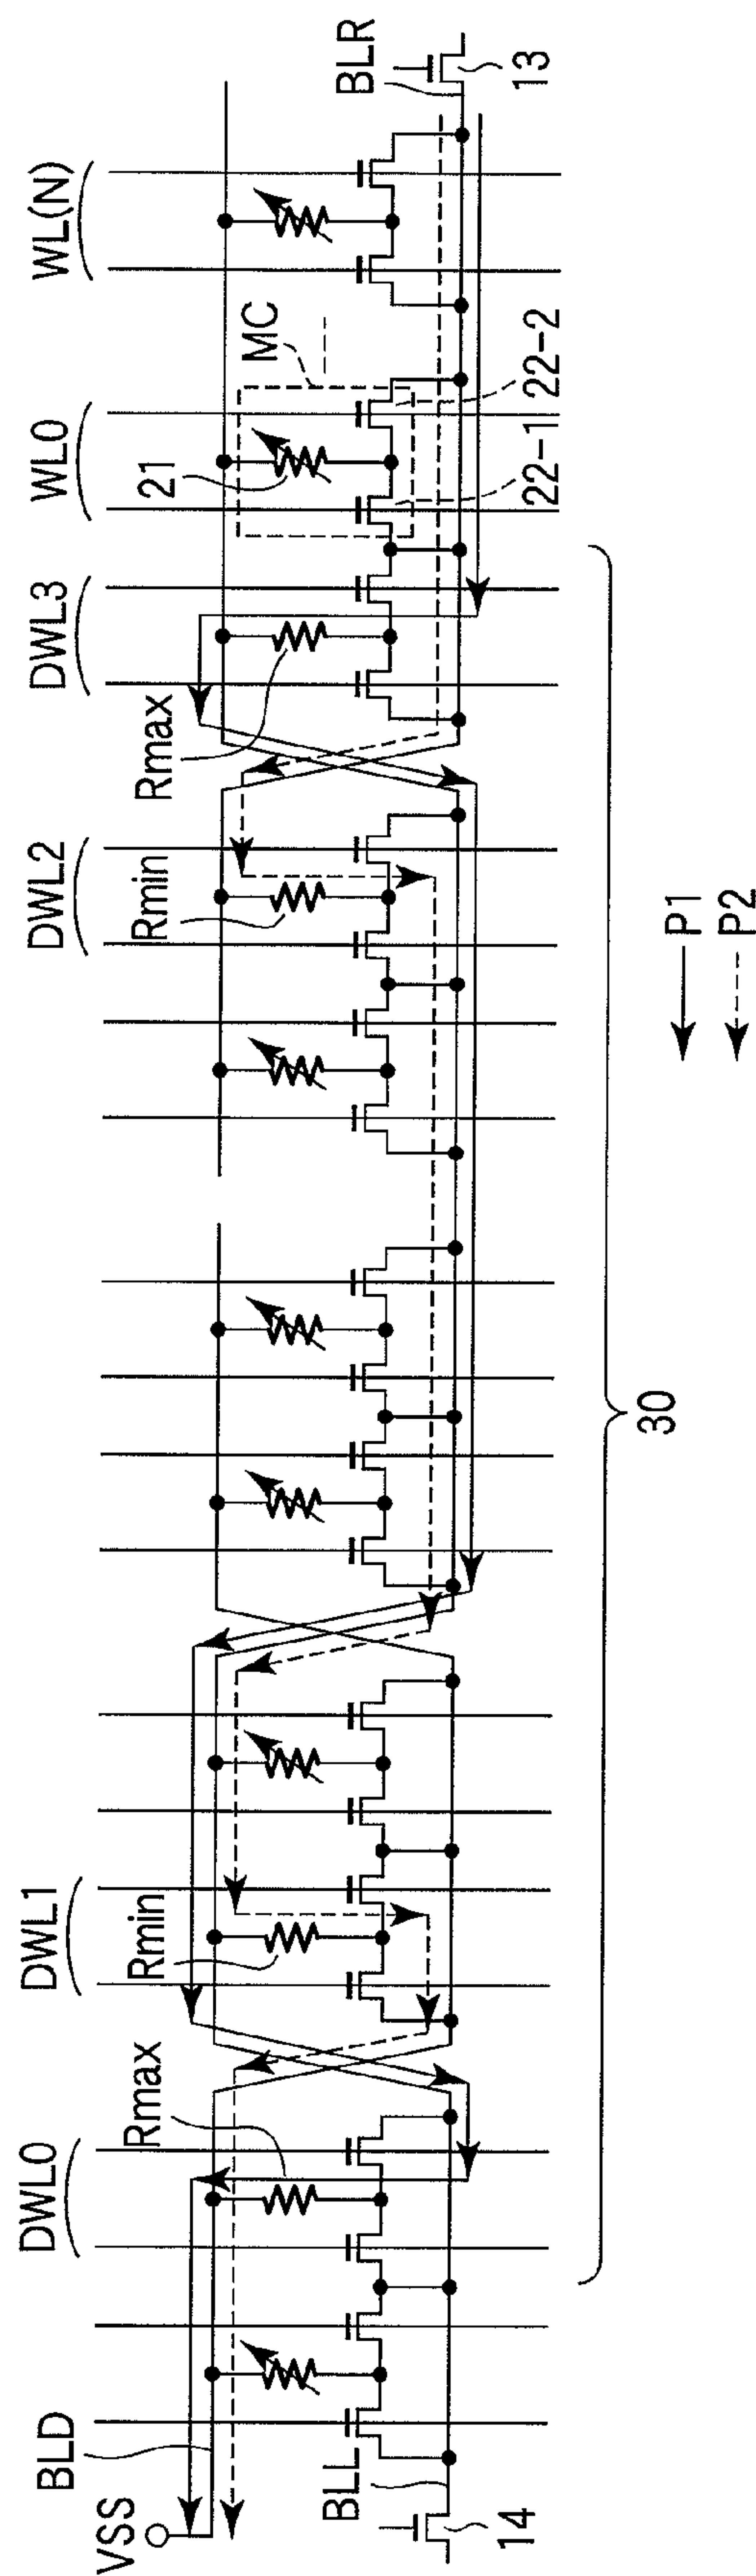 VSS
BLD
DWL0
Rmax
DWL1
Rmin
DWL2
Rmin
Rmax
DWL3
WL0
21
MC
WL(N)
BLR
13
14
BLL
22-1
22-2
30
P1
P2